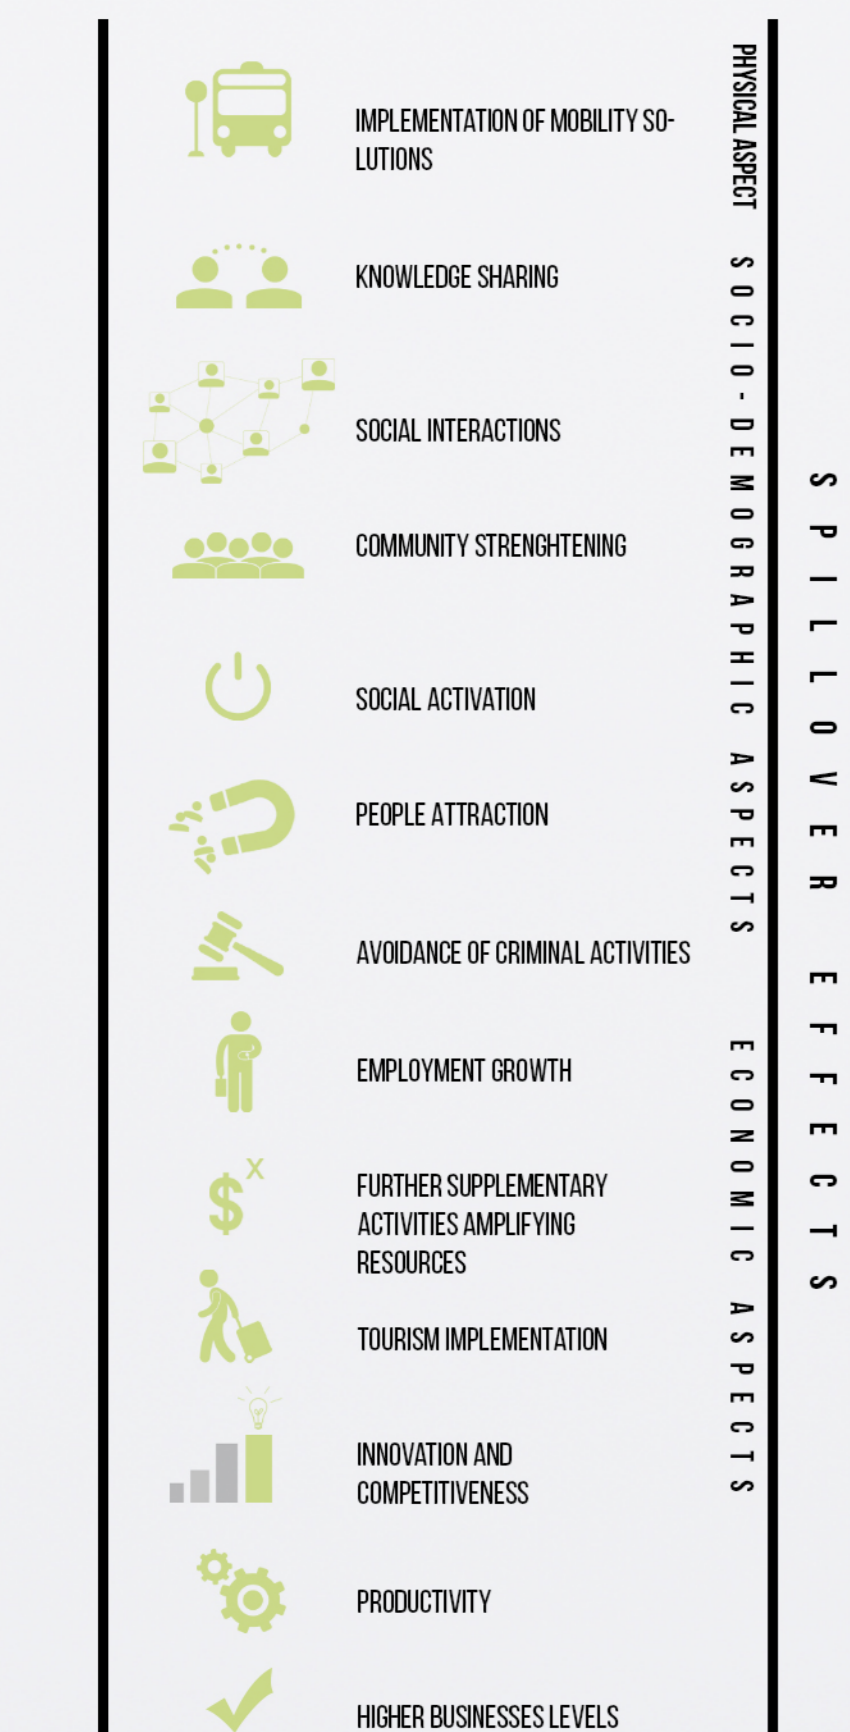 IMPLEMENTATION OF MOBILITY SO-
LUTIONS
KNOWLEDGE SHARING
SOCIAL INTERACTIONS
COMMUNITY STRENGHTENING
SOCIAL ACTIVATION
PEOPLE ATTRACTION
AVOIDANCE OF CRIMINAL ACTIVITIES
EMPLOYMENT GROWTH
$X
FURTHER SUPPLEMENTARY
ACTIVITIES AMPLIFYING
RESOURCES
TOURISM IMPLEMENTATION
INNOVATION AND
COMPETITIVENESS
PRODUCTIVITY
HIGHER BUSINESSES LEVELS
PHYSICAL ASPECT
SOCIO-DEMOGRAPHIC ASPECTS
ECONOMIC ASPECTS
SPILLOVER EFFECTS